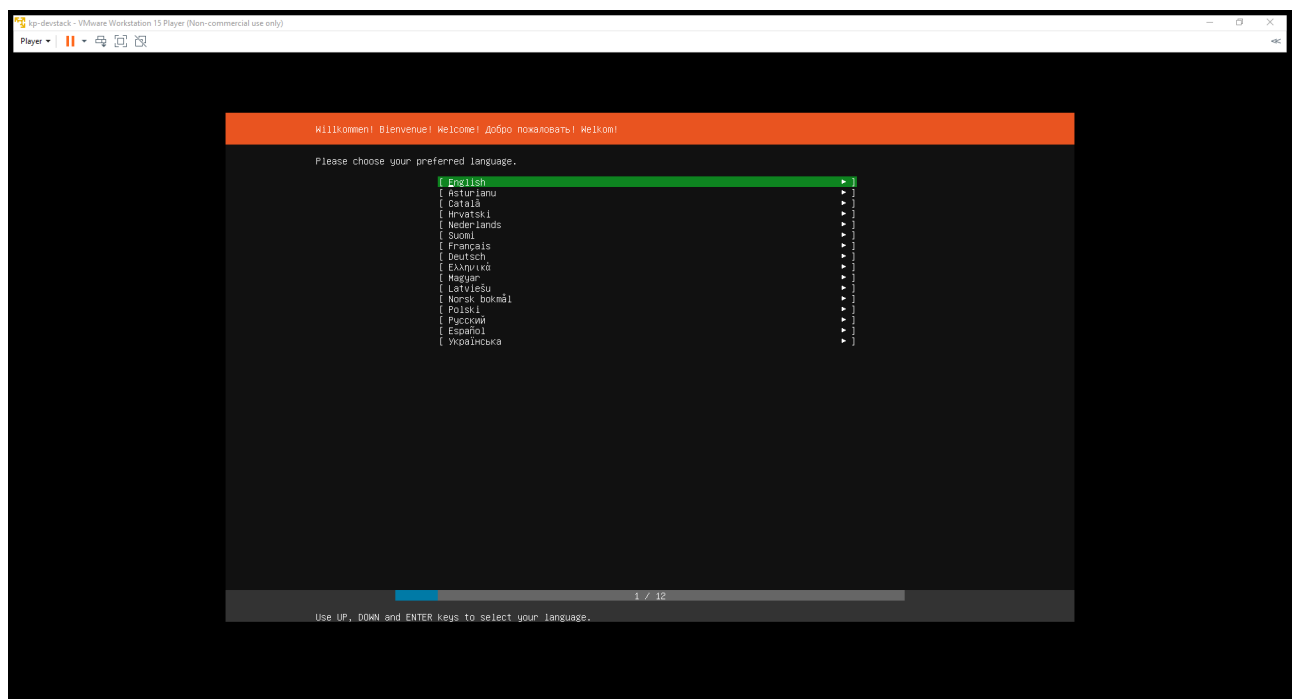 kp-devstack - VMware Workstation 15 Player (Non-commercial use only)
Player
Willkommen! Bienvenue! Welcome! Добро пожаловать! Welkom!
Please choose your preferred language.
[ English ► ]
[ Asturianu ► ]
[ Català ► ]
[ Hrvatski ► ]
[ Nederlands ► ]
[ Suomi ► ]
[ Français ► ]
[ Deutsch ► ]
[ Ελληνικά ► ]
[ Magyar ► ]
[ Latviešu ► ]
[ Norsk bokmål ► ]
[ Polski ► ]
[ Русский ► ]
[ Español ► ]
[ Українська ► ]
1 / 12
Use UP, DOWN and ENTER keys to select your language.